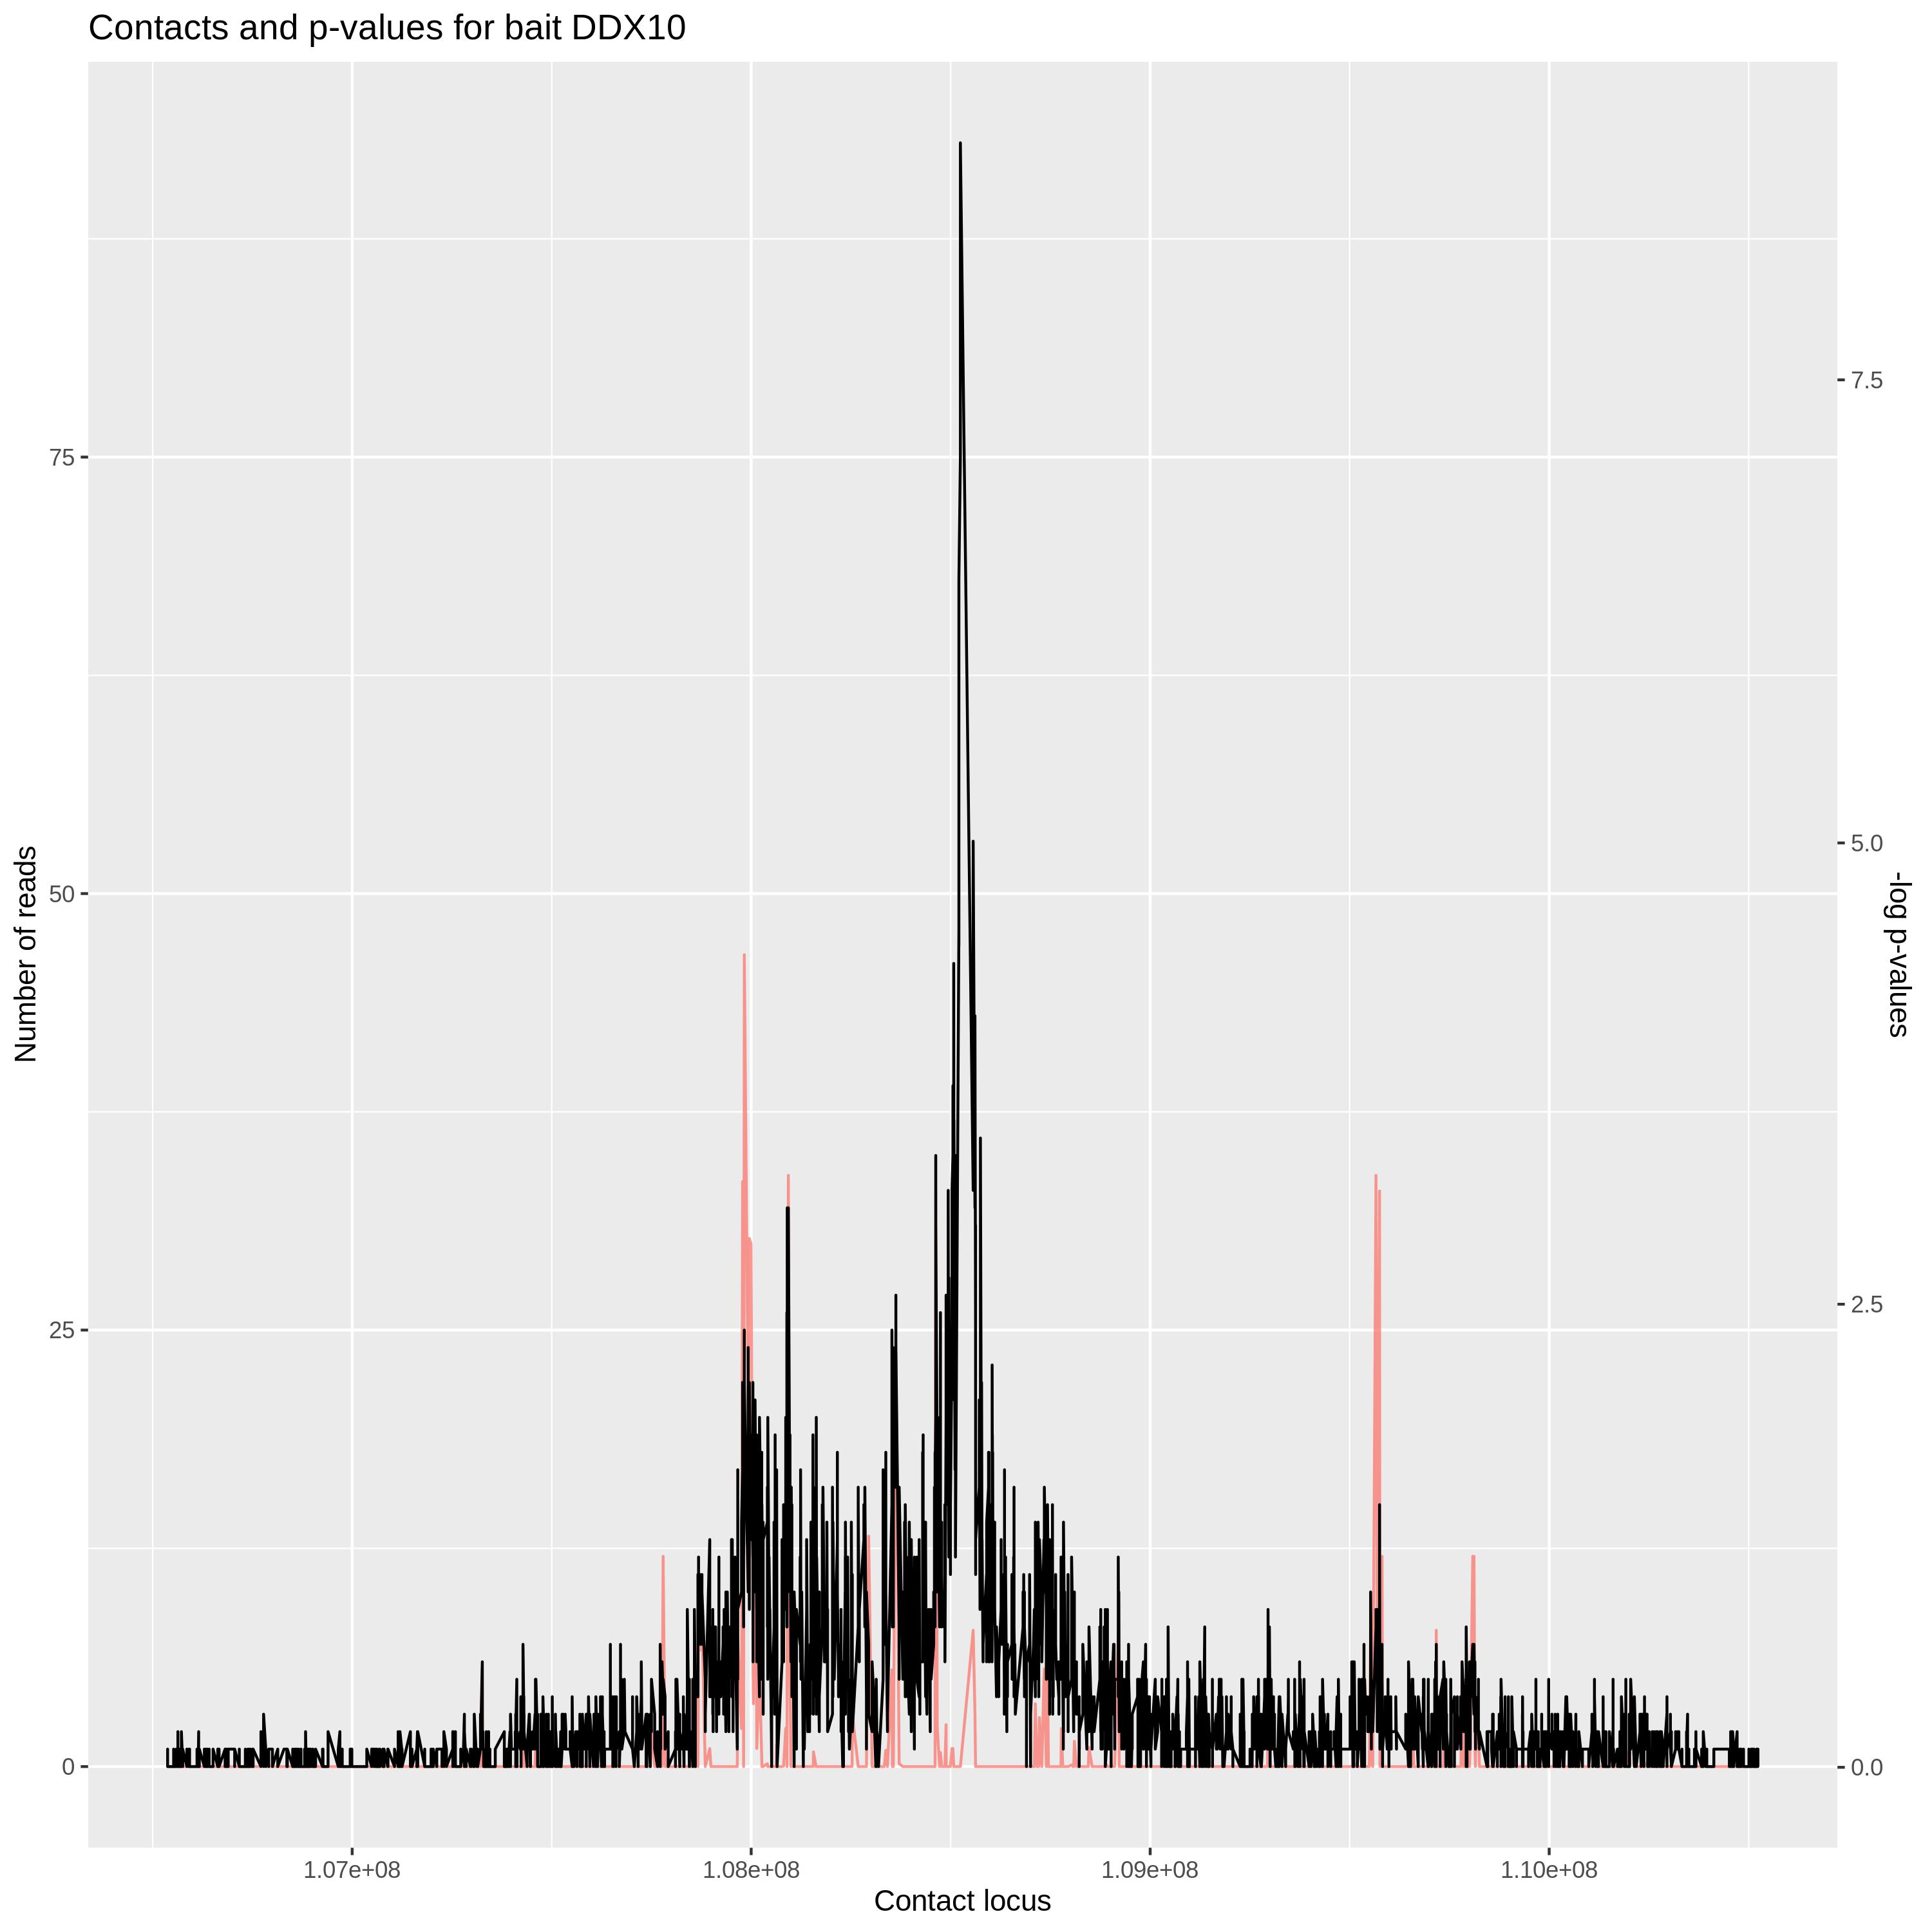 Contacts and p-values for bait DDX10
Number of reads
75
50
25
0
7.5
5.0
2.5
0.0
-log p-values
1.07e+08 1.08e+08 1.09e+08 1.10e+08
Contact locus